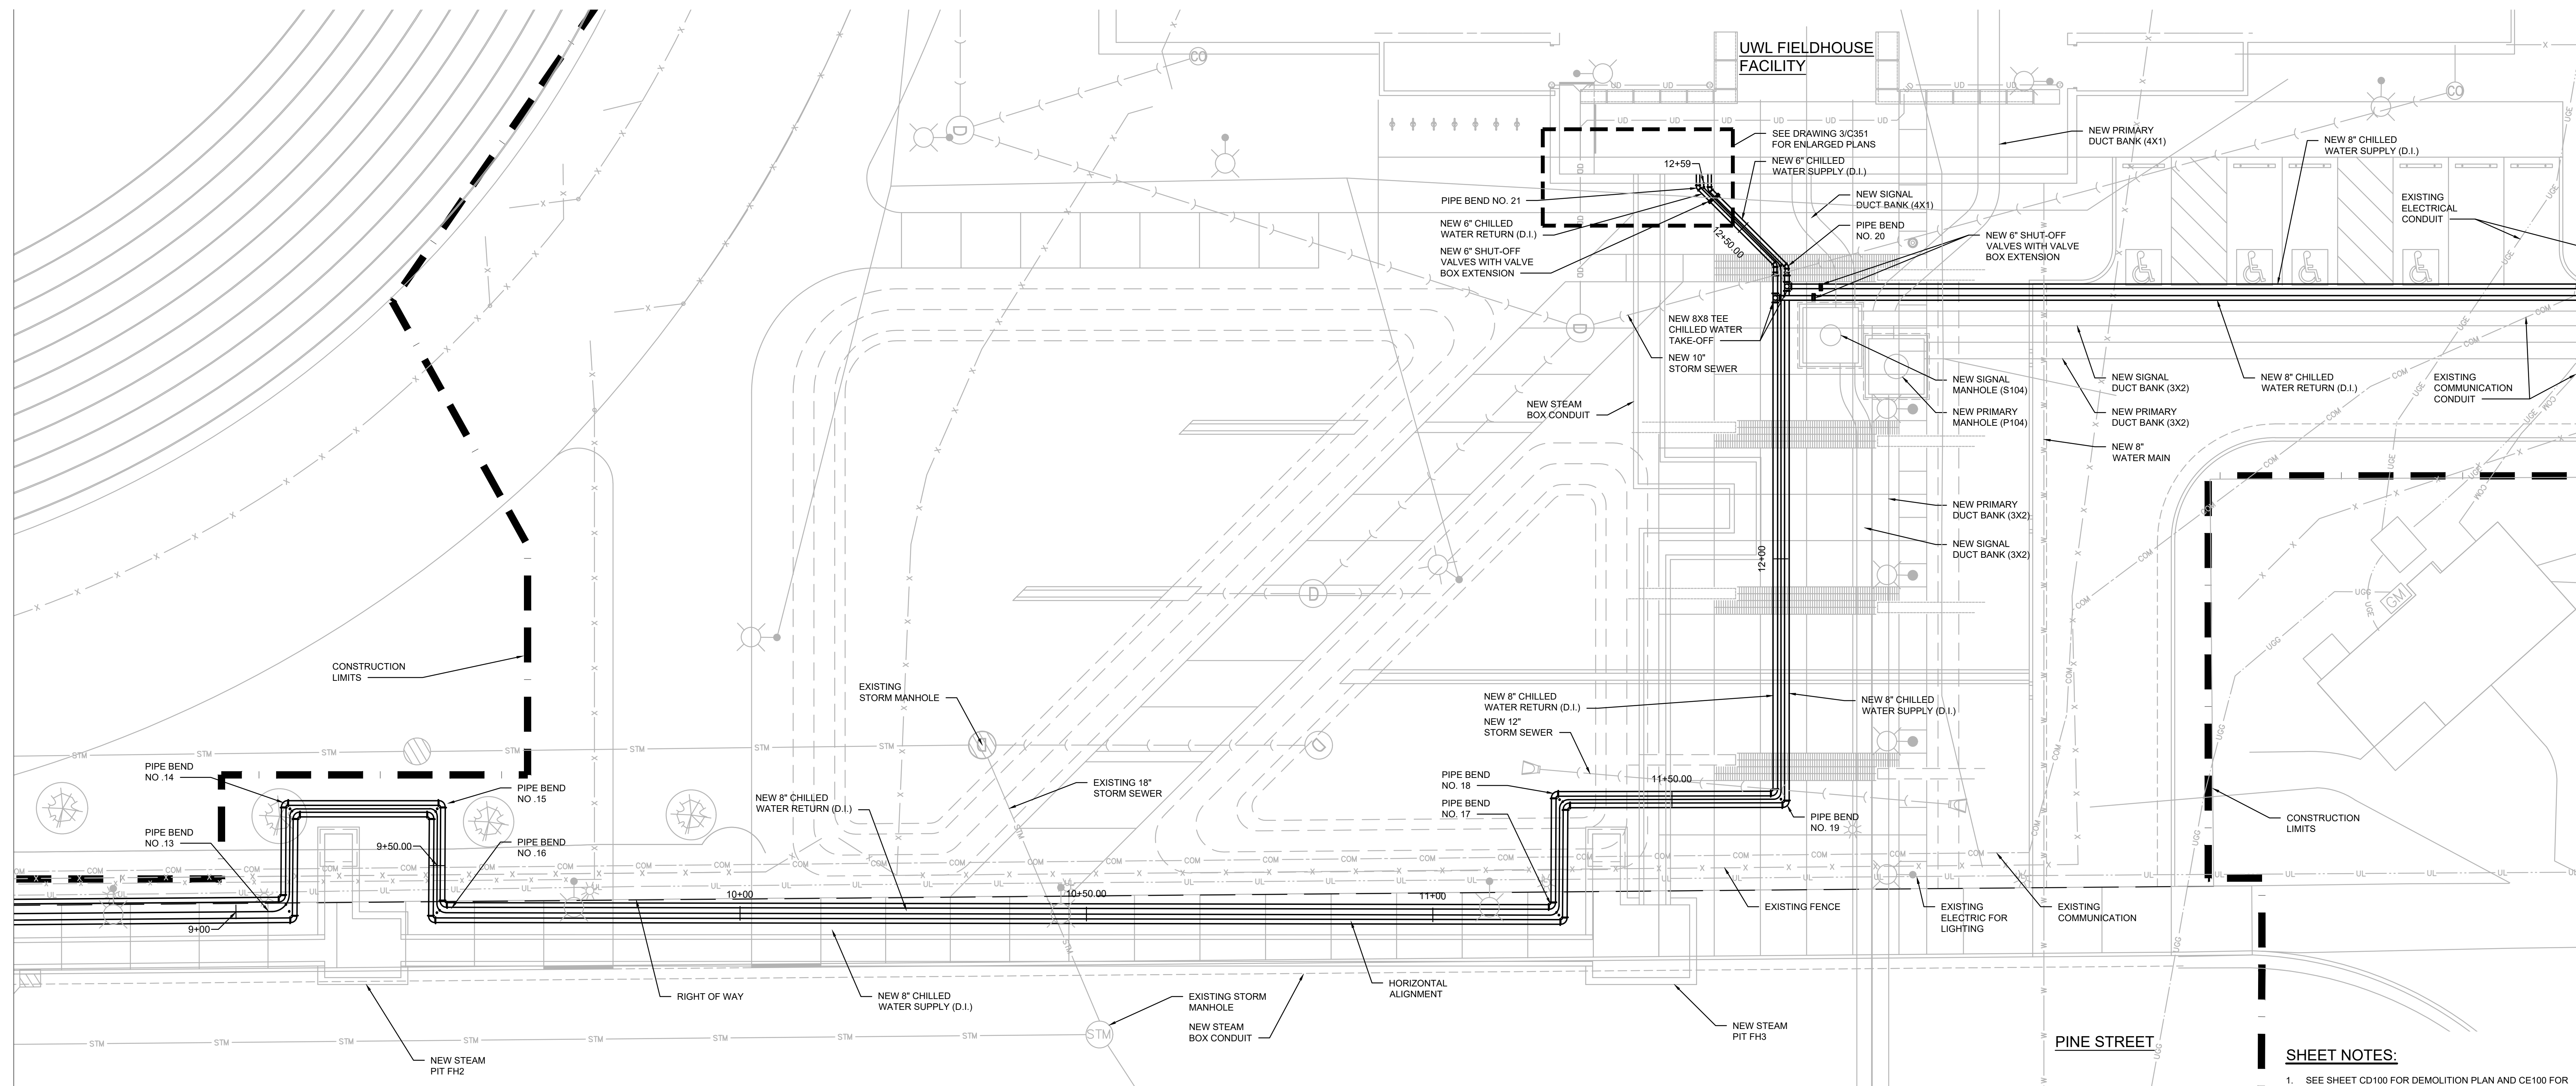 UWL FIELDHOUSE
FACILITY
SEE DRAWING 3/C351
FOR ENLARGED PLANS
NEW 6" CHILLED
WATER SUPPLY (D.I.)
NEW SIGNAL
DUCT BANK (4X1)
PIPE BEND
NO. 20
NEW 6" SHUT-OFF
VALVES WITH VALVE
BOX EXTENSION
NEW PRIMARY
DUCT BANK (4X1)
NEW 8" CHILLED
WATER SUPPLY (D.I.)
EXISTING
ELECTRICAL
CONDUIT
12+59
PIPE BEND NO. 21
NEW 6" CHILLED
WATER RETURN (D.I.)
NEW 6" SHUT-OFF
VALVES WITH VALVE
BOX EXTENSION
12+50.00
NEW 8X8 TEE
CHILLED WATER
TAKE-OFF
NEW 10"
STORM SEWER
NEW STEAM
BOX CONDUIT
NEW SIGNAL
MANHOLE (S104)
NEW PRIMARY
MANHOLE (P104)
NEW SIGNAL
DUCT BANK (3X2)
NEW PRIMARY
DUCT BANK (3X2)
NEW 8"
WATER MAIN
NEW 8" CHILLED
WATER RETURN (D.I.)
EXISTING
COMMUNICATION
CONDUIT
NEW PRIMARY
DUCT BANK (3X2)
NEW SIGNAL
DUCT BANK (3X2)
12+00
CONSTRUCTION
LIMITS
EXISTING
STORM MANHOLE
NEW 8" CHILLED
WATER RETURN (D.I.)
NEW 12"
STORM SEWER
NEW 8" CHILLED
WATER SUPPLY (D.I.)
PIPE BEND
NO .14
PIPE BEND
NO .15
PIPE BEND
NO .13
PIPE BEND
NO .16
9+50.00
9+00
NEW 8" CHILLED
WATER RETURN (D.I.)
EXISTING 18"
STORM SEWER
PIPE BEND
NO. 18
PIPE BEND
NO. 17
11+50.00
PIPE BEND
NO. 19
10+00
10+50.00
11+00
EXISTING FENCE
EXISTING
ELECTRIC FOR
LIGHTING
EXISTING
COMMUNICATION
CONSTRUCTION
LIMITS
RIGHT OF WAY
NEW 8" CHILLED
WATER SUPPLY (D.I.)
EXISTING STORM
MANHOLE
NEW STEAM
BOX CONDUIT
HORIZONTAL
ALIGNMENT
NEW STEAM
PIT FH3
NEW STEAM
PIT FH2
STM
CO
CO
GM
PINE STREET
SHEET NOTES:
1. SEE SHEET CD100 FOR DEMOLITION PLAN AND CE100 FOR